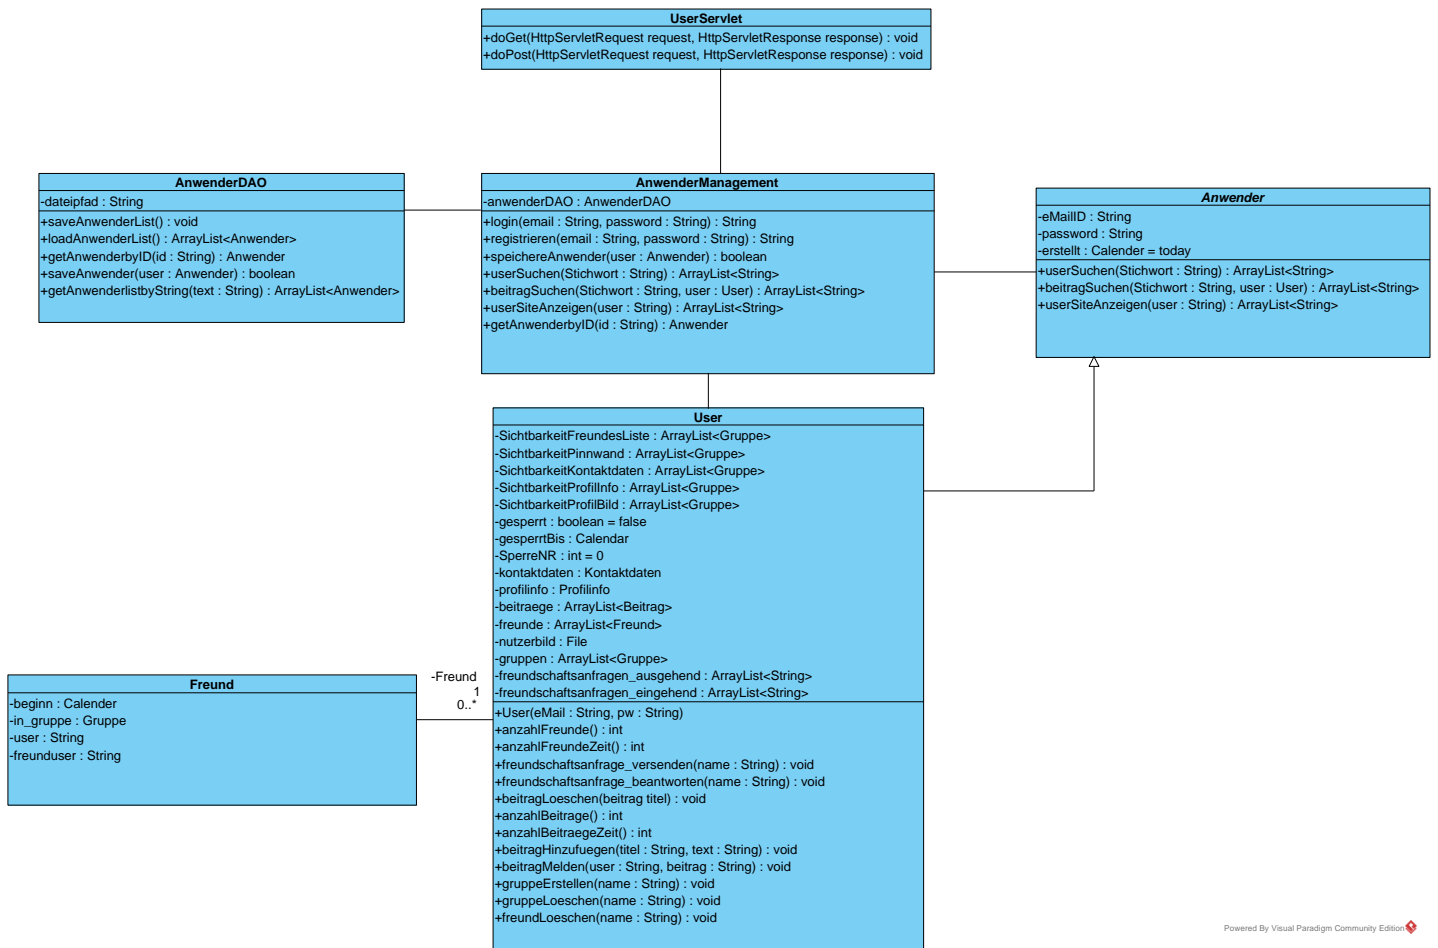 UserServlet
+doGet(HttpServletRequest request, HttpServletResponse response) : void
+doPost(HttpServletRequest request, HttpServletResponse response) : void
AnwenderDAO
-dateipfad : String
+saveAnwenderList() : void
+loadAnwenderList() : ArrayList<Anwender>
+getAnwenderbyID(id : String) : Anwender
+saveAnwender(user : Anwender) : boolean
+getAnwenderlistbyString(text : String) : ArrayList<Anwender>
AnwenderManagement
-anwenderDAO : AnwenderDAO
+login(email : String, password : String) : String
+registrieren(email : String, password : String) : String
+speichereAnwender(user : Anwender) : boolean
+userSuchen(Stichwort : String) : ArrayList<String>
+beitragSuchen(Stichwort : String, user : User) : ArrayList<String>
+userSiteAnzeigen(user : String) : ArrayList<String>
+getAnwenderbyID(id : String) : Anwender
Anwender
-eMailID : String
-password : String
-erstellt : Calender = today
+userSuchen(Stichwort : String) : ArrayList<String>
+beitragSuchen(Stichwort : String, user : User) : ArrayList<String>
+userSiteAnzeigen(user : String) : ArrayList<String>
User
-SichtbarkeitFreundesListe : ArrayList<Gruppe>
-SichtbarkeitPinnwand : ArrayList<Gruppe>
-SichtbarkeitKontaktdaten : ArrayList<Gruppe>
-SichtbarkeitProfilInfo : ArrayList<Gruppe>
-SichtbarkeitProfilBild : ArrayList<Gruppe>
-gesperrt : boolean = false
-gesperrtBis : Calendar
-SperreNR : int = 0
-kontaktdaten : Kontaktdaten
-profilinfo : Profilinfo
-beitraege : ArrayList<Beitrag>
-freunde : ArrayList<Freund>
-nutzerbild : File
-gruppen : ArrayList<Gruppe>
-freundschaftsanfragen_ausgehend : ArrayList<String>
-freundschaftsanfragen_eingehend : ArrayList<String>
+User(eMail : String, pw : String)
+anzahlFreunde() : int
+anzahlFreundeZeit() : int
+freundschaftsanfrage_versenden(name : String) : void
+freundschaftsanfrage_beantworten(name : String) : void
+beitragLoeschen(beitrag titel) : void
+anzahlBeitrage() : int
+anzahlBeitraegeZeit() : int
+beitragHinzufuegen(titel : String, text : String) : void
+beitragMelden(user : String, beitrag : String) : void
+gruppeErstellen(name : String) : void
+gruppeLoeschen(name : String) : void
+freundLoeschen(name : String) : void
-Freund
1
0..*
Freund
-beginn : Calender
-in_gruppe : Gruppe
-user : String
-freunduser : String
Powered By Visual Paradigm Community Edition